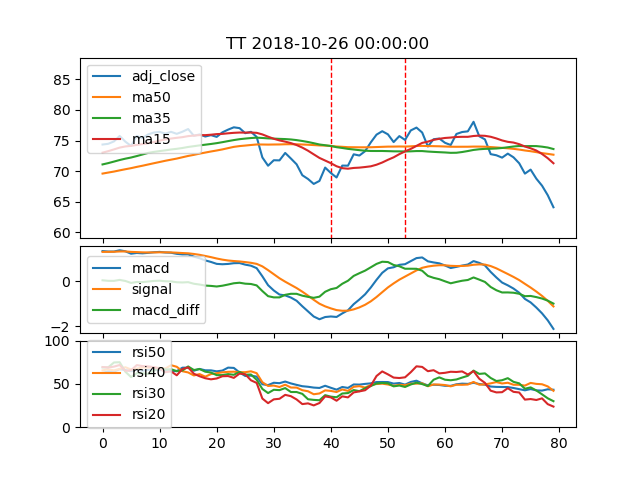 TT 2018-10-26 00:00:00
85
80
75
70
65
60
adj_close
ma50
ma35
ma15
0
−2
macd
signal
macd_diff
100
50
0
rsi50
rsi40
rsi30
rsi20
0 10 20 30 40 50 60 70 80